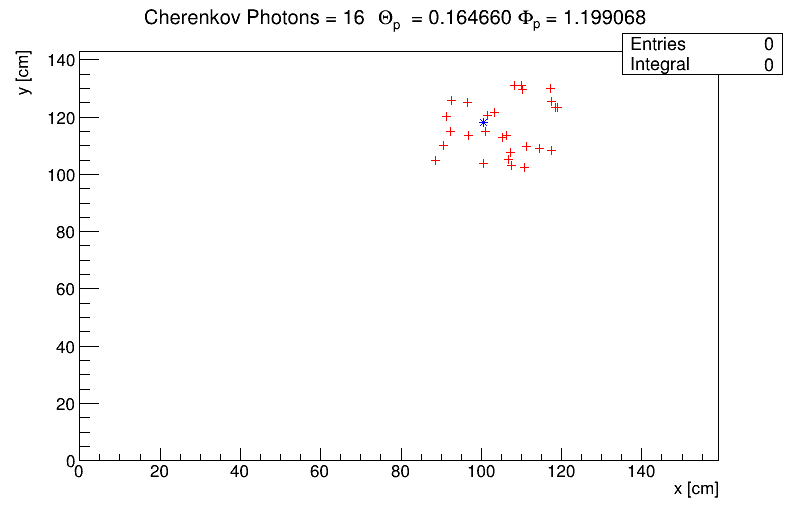 Cherenkov Photons = 16 Θp = 0.164660 Φp = 1.199068
Entries 0
Integral 0
y [cm]
140
120
100
80
60
40
20
0
0 20 40 60 80 100 120 140
x [cm]